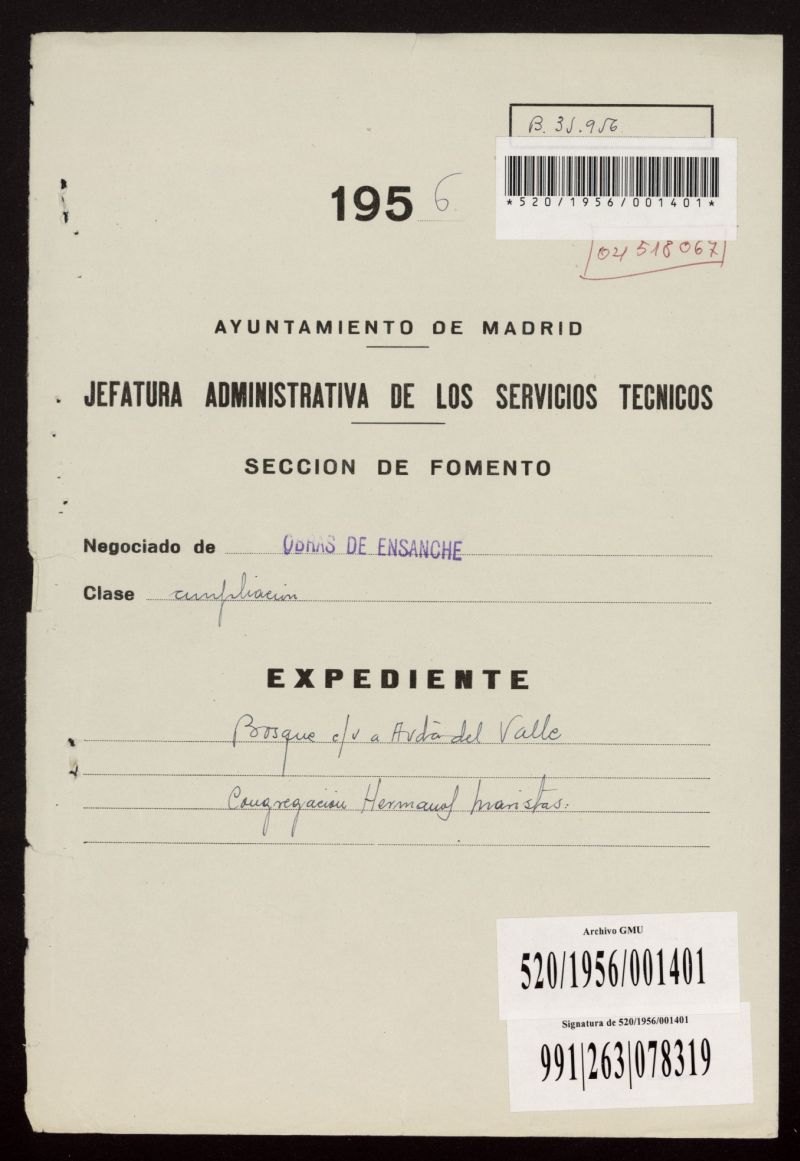 B. 35.956
*520/1956/001401*
1956
04 518067
AYUNTAMIENTO DE MADRID
JEFATURA ADMINISTRATIVA DE LOS SERVICIOS TECNICOS
SECCION DE FOMENTO
Negociado de OBRAS DE ENSANCHE
Clase ampliacion
EXPEDIENTE
Bosque c/v a Avda del Valle
Congregación Hermanos Maristas.
Archivo GMU
520/1956/001401
Signatura de 520/1956/001401
991|263|078319